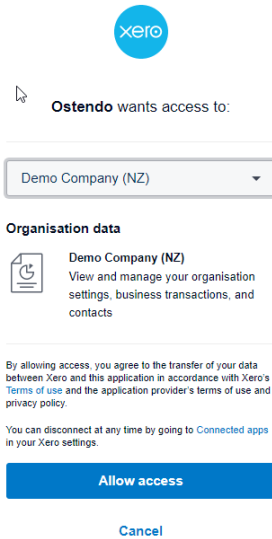 xero
Ostendo wants access to:
Demo Company (NZ)
Organisation data
Demo Company (NZ)
View and manage your organisation
settings, business transactions, and
contacts
By allowing access, you agree to the transfer of your data
between Xero and this application in accordance with Xero's
Terms of use and the application provider's terms of use and
privacy policy.
You can disconnect at any time by going to Connected apps
in your Xero settings.
Allow access
Cancel